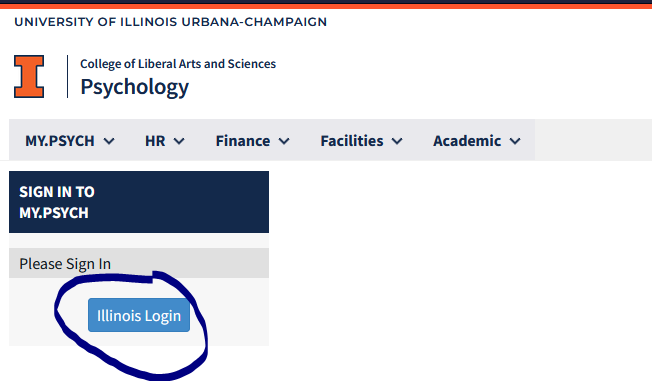 UNIVERSITY OF ILLINOIS URBANA-CHAMPAIGN
College of Liberal Arts and Sciences
Psychology
MY.PSYCH HR Finance Facilities Academic
SIGN IN TO
MY.PSYCH
Please Sign In
Illinois Login